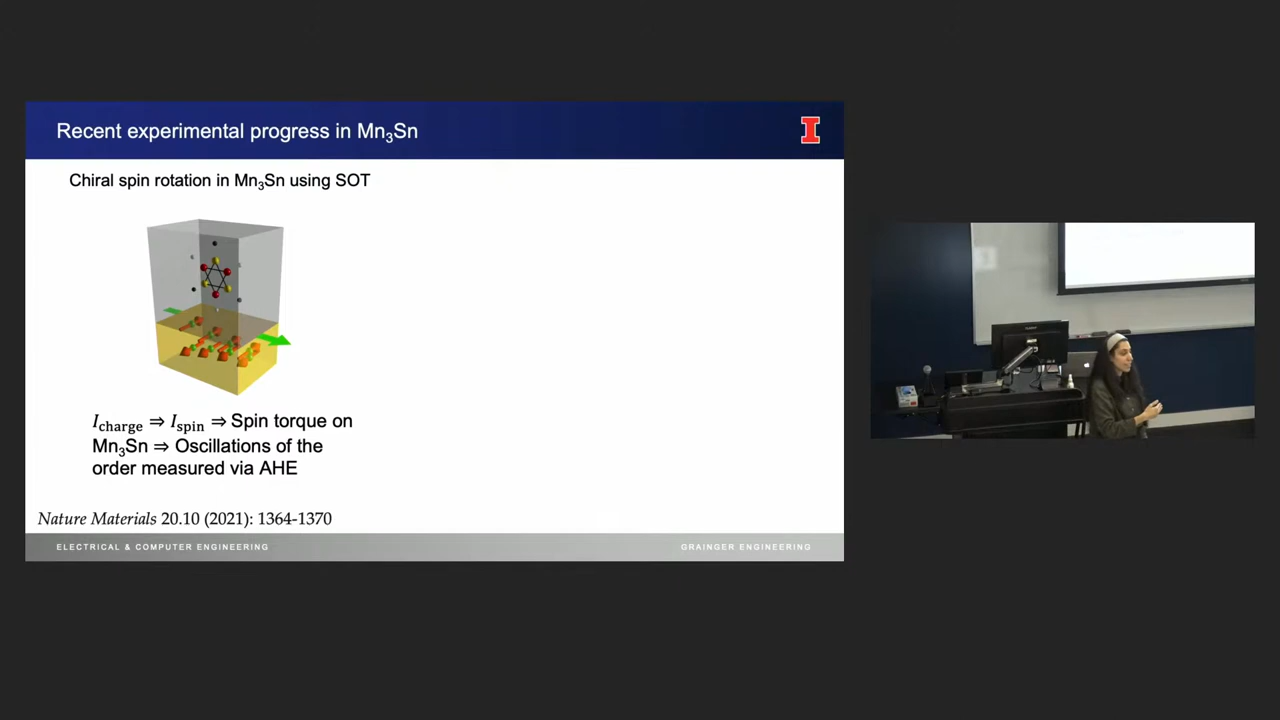 Recent experimental progress in Mn₃Sn
Chiral spin rotation in Mn₃Sn using SOT
I_charge ⇒ I_spin ⇒ Spin torque on
Mn₃Sn ⇒ Oscillations of the
order measured via AHE
Nature Materials 20.10 (2021): 1364-1370
ELECTRICAL & COMPUTER ENGINEERING
GRAINGER ENGINEERING